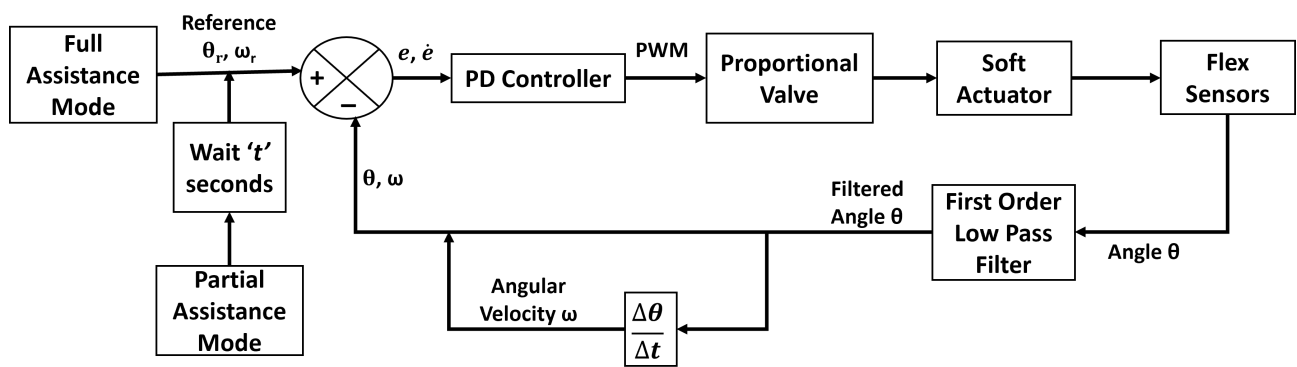 Full
Assistance
Mode
Reference
θr, ωr
+
−
e, ė
PD Controller
PWM
Proportional
Valve
Soft
Actuator
Flex
Sensors
Wait ‘t’
seconds
Partial
Assistance
Mode
θ, ω
Filtered
Angle θ
First Order
Low Pass
Filter
Angle θ
Angular
Velocity ω
Δθ
Δt